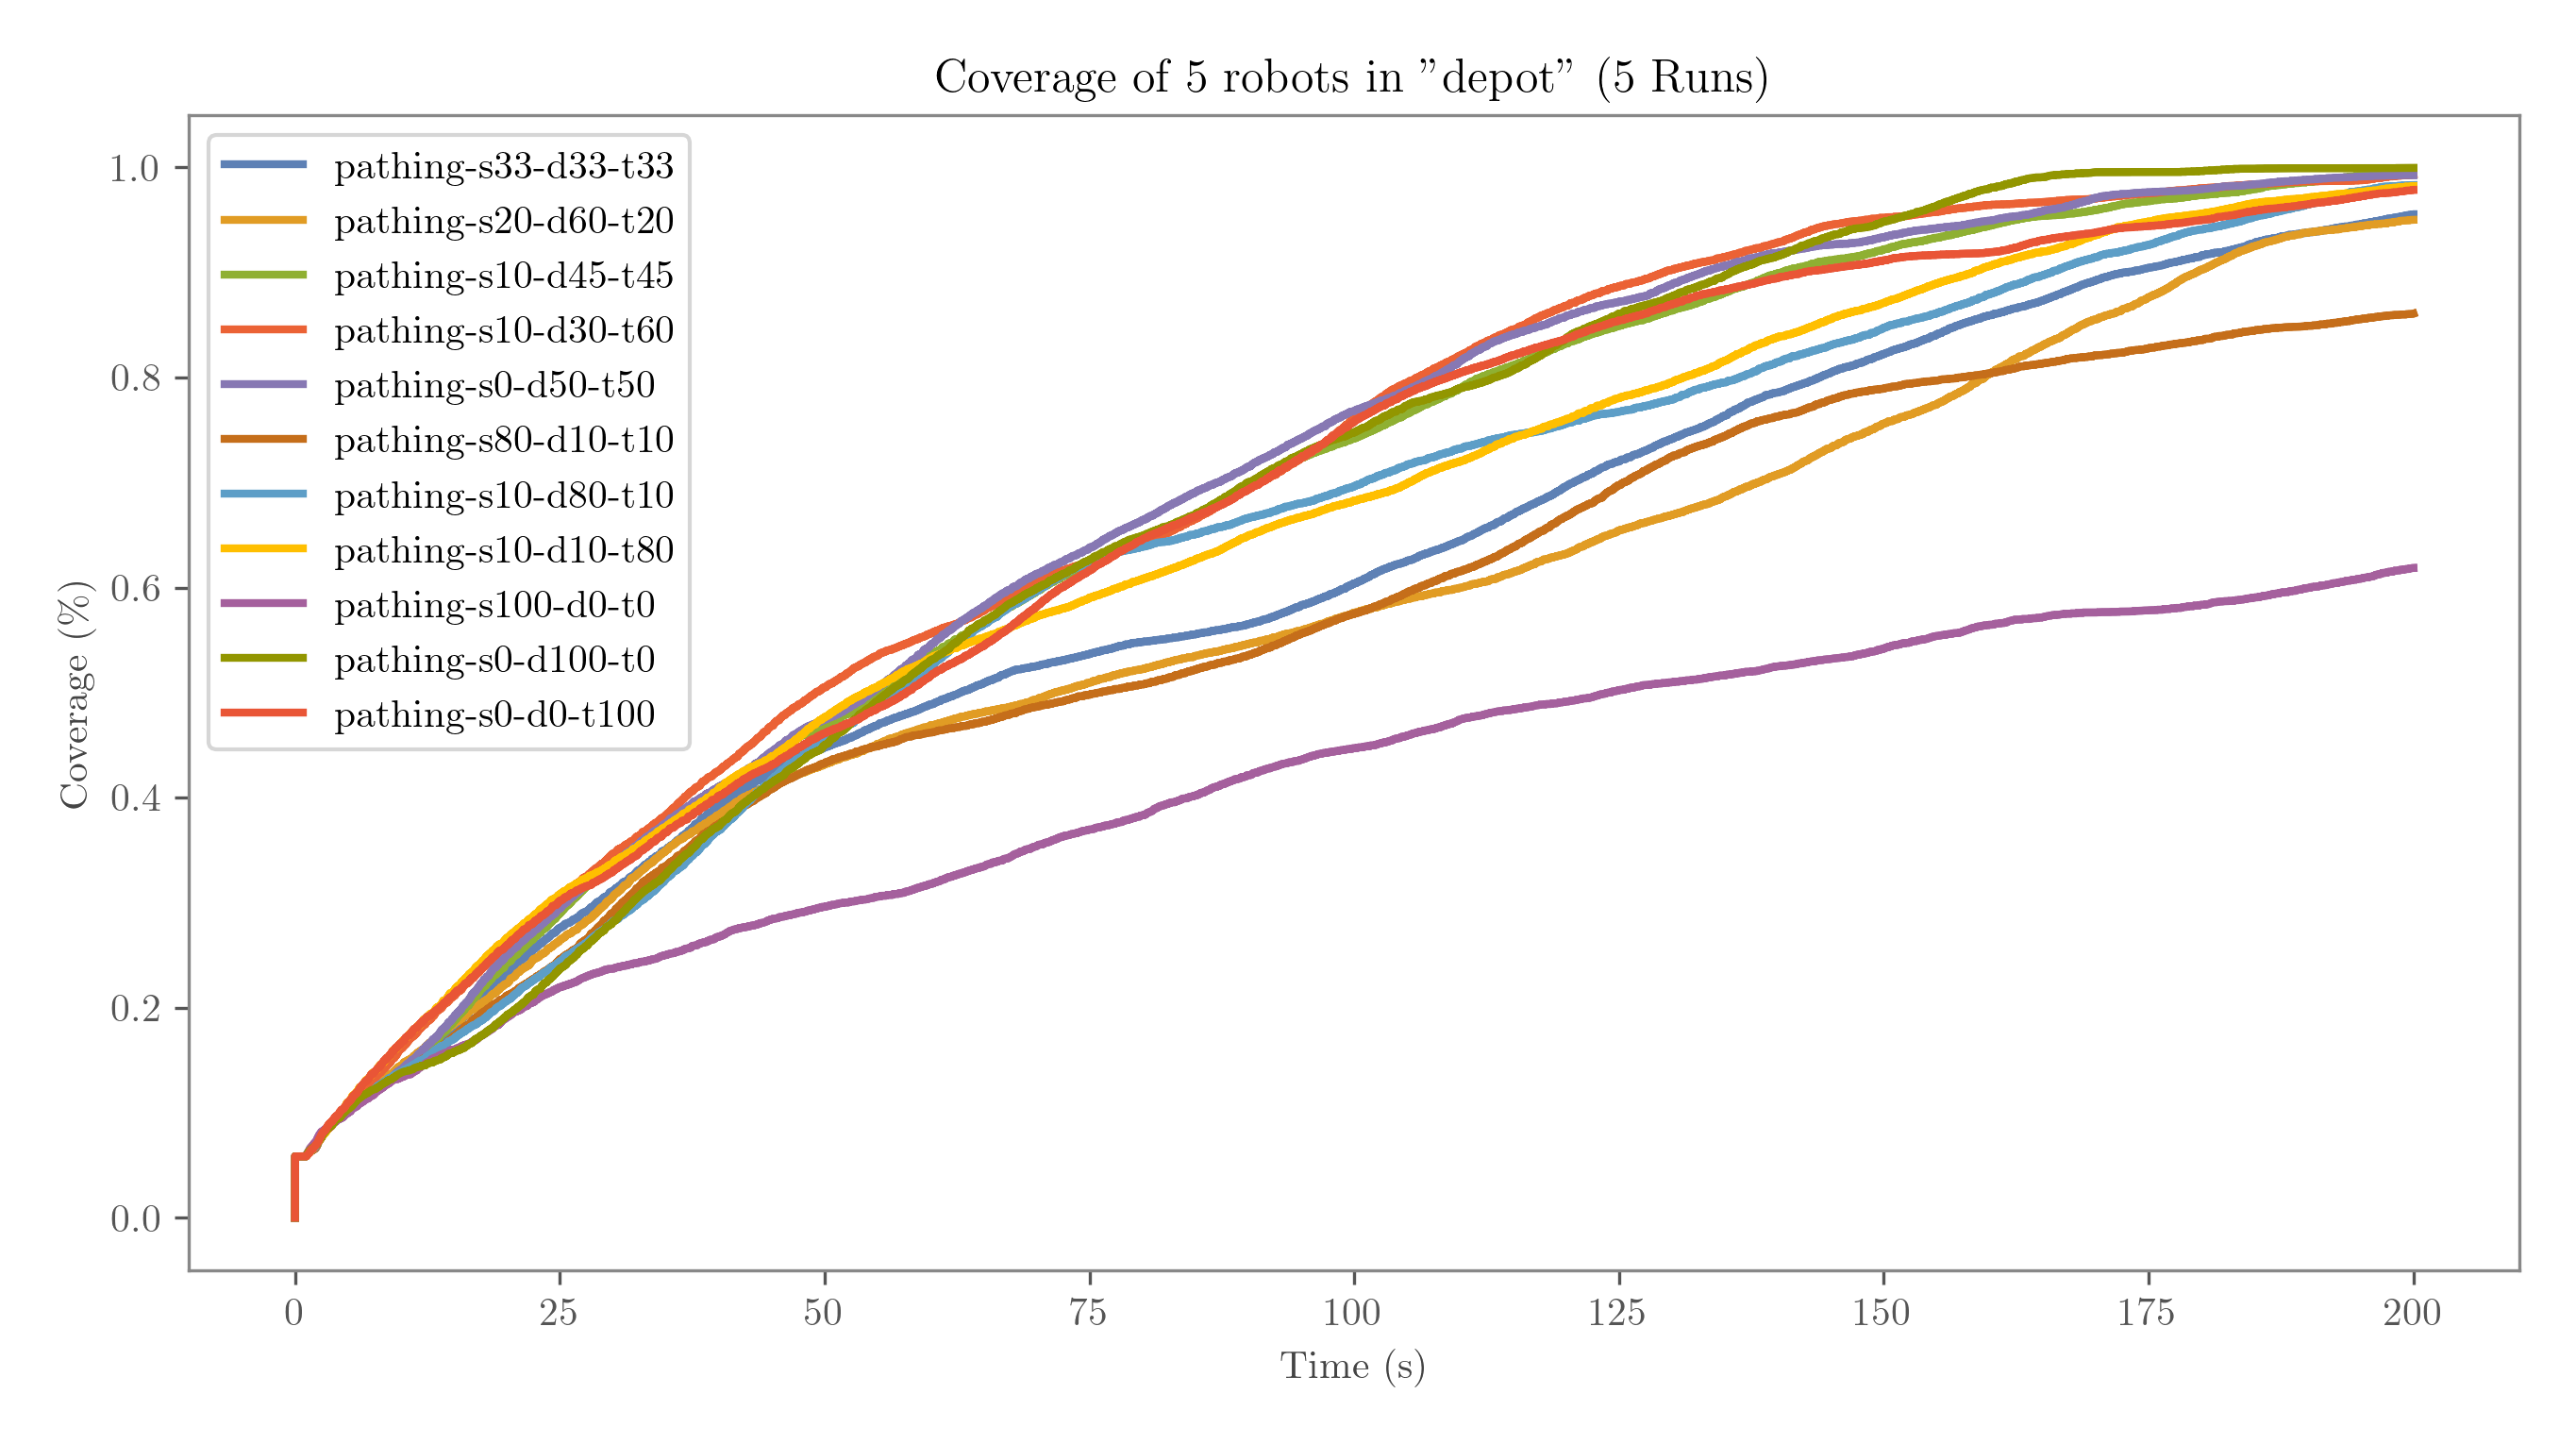 Coverage of 5 robots in ”depot” (5 Runs)
pathing-s33-d33-t33
pathing-s20-d60-t20
pathing-s10-d45-t45
pathing-s10-d30-t60
pathing-s0-d50-t50
pathing-s80-d10-t10
pathing-s10-d80-t10
pathing-s10-d10-t80
pathing-s100-d0-t0
pathing-s0-d100-t0
pathing-s0-d0-t100
Coverage (%)
1.0
0.8
0.6
0.4
0.2
0.0
0 25 50 75 100 125 150 175 200
Time (s)